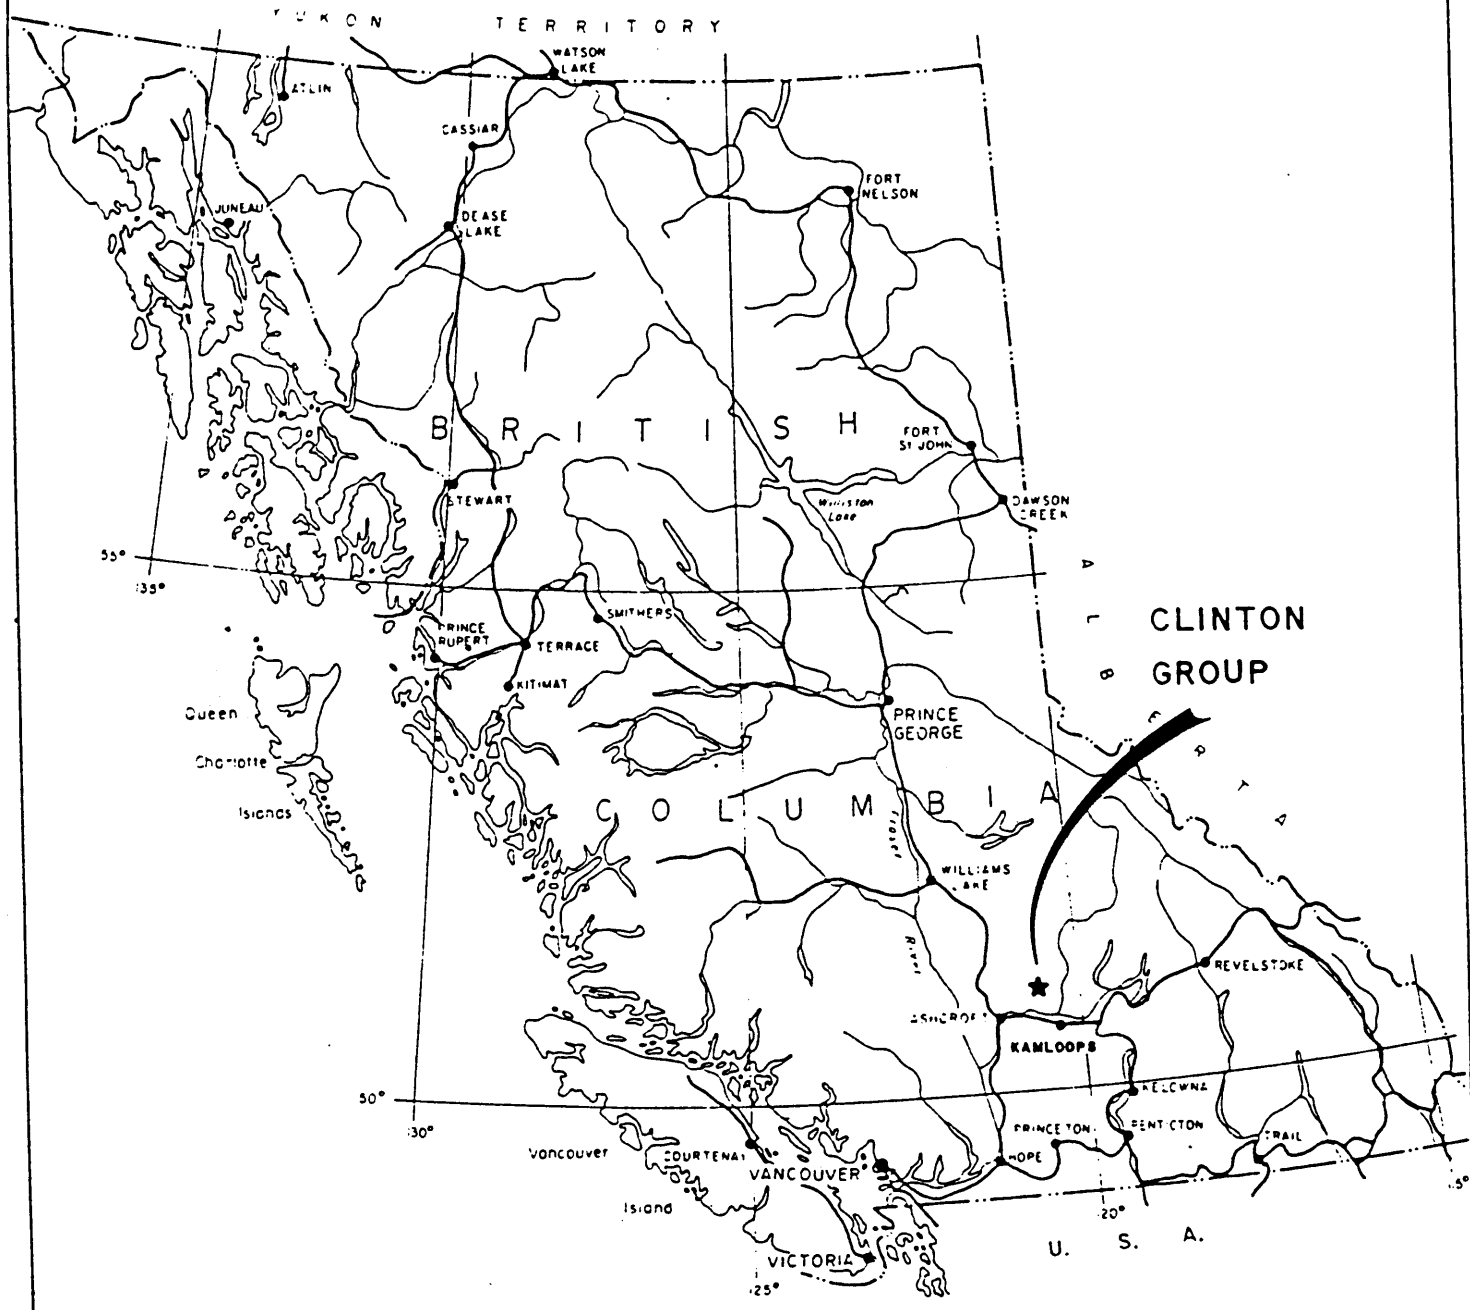 YUKON TERRITORY
WATSON
LAKE
ATLIN
CASSIAR
FORT
NELSON
JUNEAU
DEASE
LAKE
BRITISH
FORT
ST JOHN
STEWART
Williston
Lake
DAWSON
CREEK
55°
135°
ALBERTA
CLINTON
GROUP
PRINCE
RUPERT
SMITHERS
TERRACE
KITIMAT
Queen
Charlotte
Islands
PRINCE
GEORGE
COLUMBIA
Fraser
River
WILLIAMS
LAKE
REVELSTOKE
ASHCROFT
KAMLOOPS
50°
130°
KELOWNA
PRINCETON
PENTICTON
TRAIL
HOPE
Vancouver
Island
COURTENAY
VANCOUVER
VICTORIA
125°
120°
115°
U. S. A.